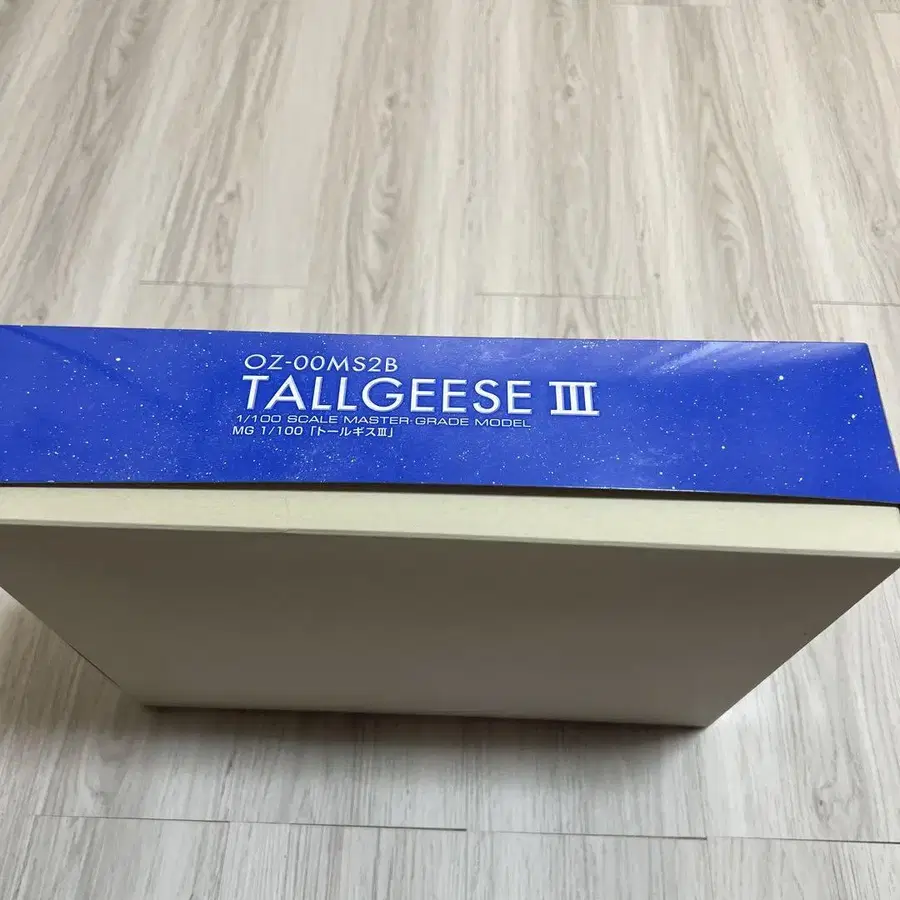 OZ-00MS2B
TALLGEESE III
1/100 SCALE MASTER GRADE MODEL
MG 1/100「トールギスⅢ」